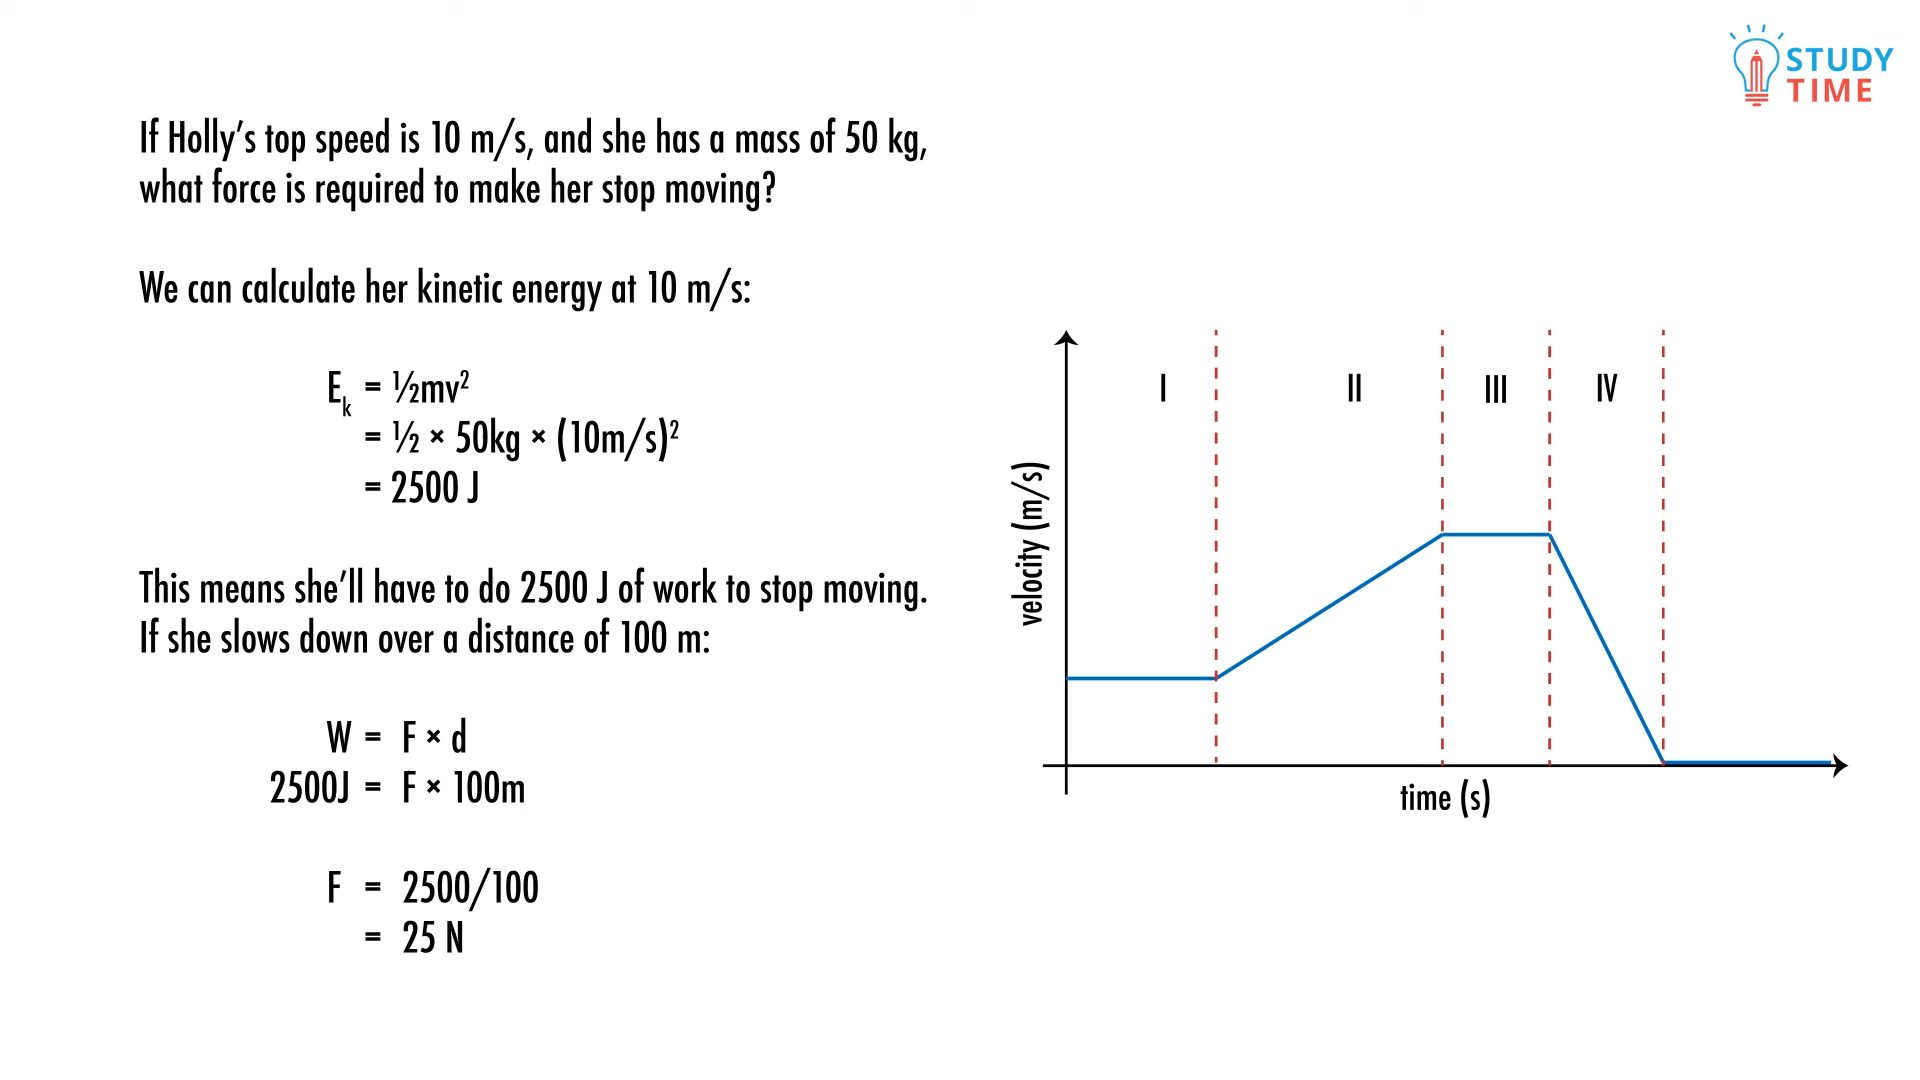 STUDY
TIME
If Holly’s top speed is 10 m/s, and she has a mass of 50 kg,
what force is required to make her stop moving?
We can calculate her kinetic energy at 10 m/s:
Eₖ = ½mv²
= ½ × 50kg × (10m/s)²
= 2500 J
This means she’ll have to do 2500 J of work to stop moving.
If she slows down over a distance of 100 m:
W = F × d
2500J = F × 100m
F = 2500/100
= 25 N
I II III IV
velocity (m/s)
time (s)